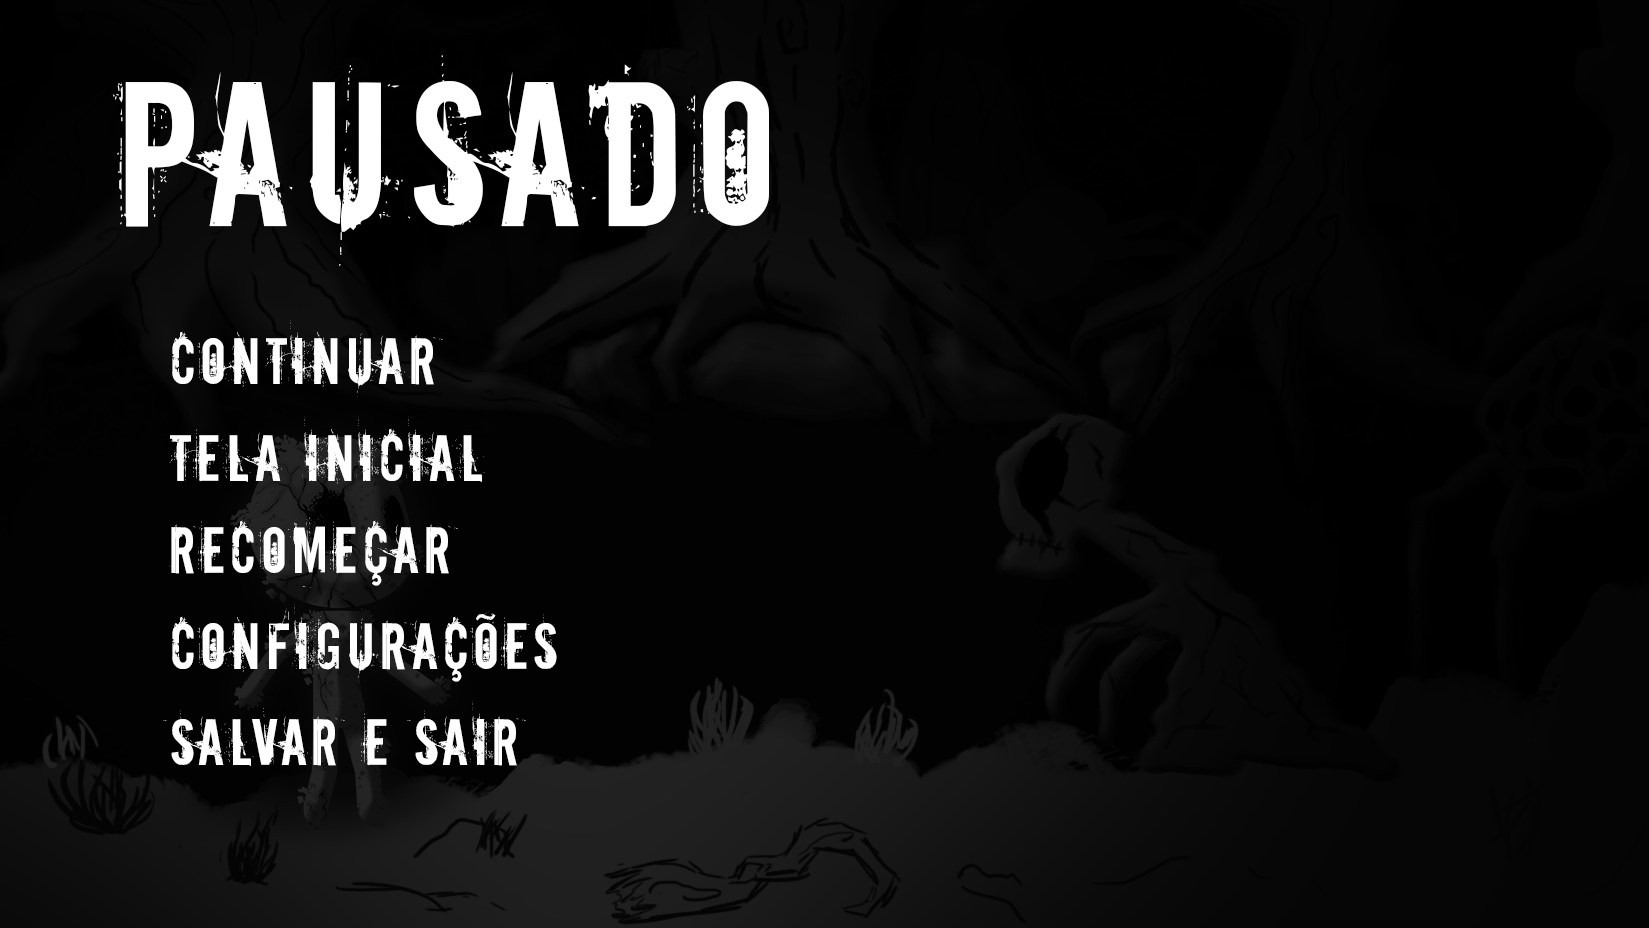 PAUSADO
CONTINUAR
TELA INICIAL
RECOMEÇAR
CONFIGURAÇÕES
SALVAR E SAIR